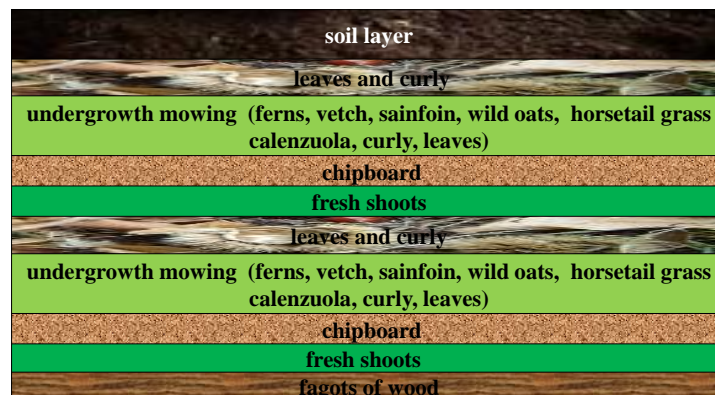 soil layer
leaves and curly
undergrowth mowing (ferns, vetch, sainfoin, wild oats, horsetail grass
calenzuola, curly, leaves)
chipboard
fresh shoots
leaves and curly
undergrowth mowing (ferns, vetch, sainfoin, wild oats, horsetail grass
calenzuola, curly, leaves)
chipboard
fresh shoots
fagots of wood